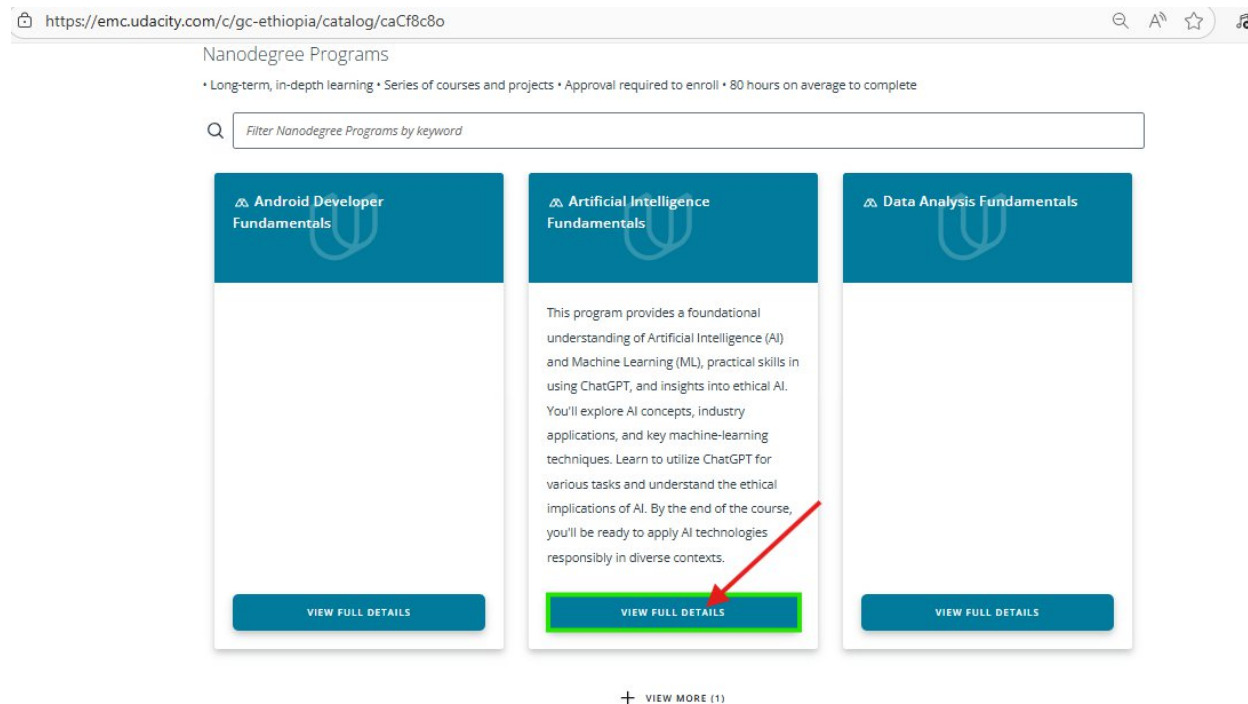 https://emc.udacity.com/c/gc-ethiopia/catalog/caCf8c8o
Nanodegree Programs
• Long-term, in-depth learning • Series of courses and projects • Approval required to enroll • 80 hours on average to complete
Filter Nanodegree Programs by keyword
Android Developer
Fundamentals
Artificial Intelligence
Fundamentals
Data Analysis Fundamentals
This program provides a foundational
understanding of Artificial Intelligence (AI)
and Machine Learning (ML), practical skills in
using ChatGPT, and insights into ethical AI.
You'll explore AI concepts, industry
applications, and key machine-learning
techniques. Learn to utilize ChatGPT for
various tasks and understand the ethical
implications of AI. By the end of the course,
you'll be ready to apply AI technologies
responsibly in diverse contexts.
VIEW FULL DETAILS
VIEW FULL DETAILS
VIEW FULL DETAILS
VIEW MORE (1)